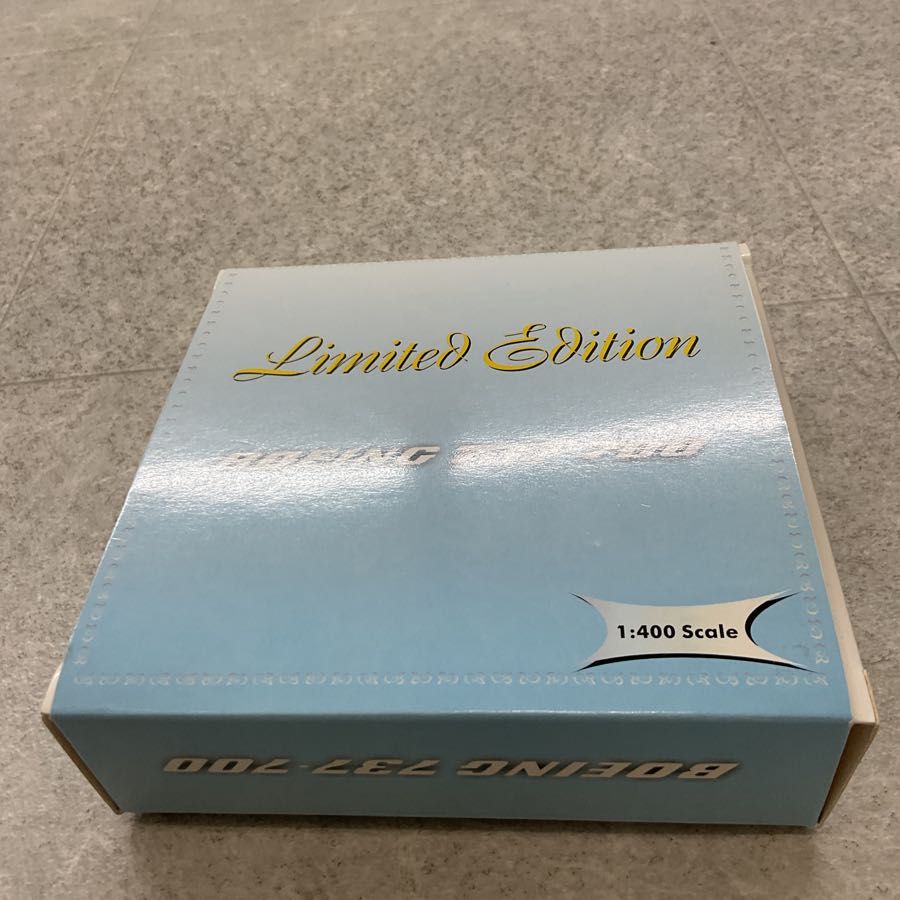 Limited Edition
BOEING 737-700
1:400 Scale
BOEING 737-700